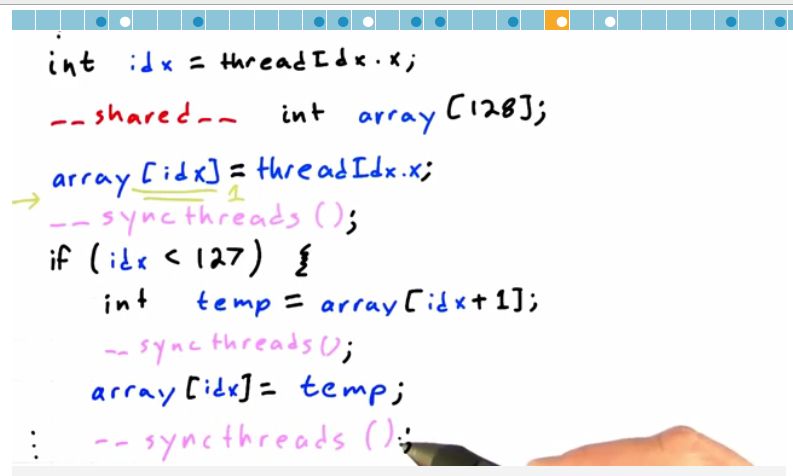 int idx = threadIdx.x;
__shared__ int array[128];
array[idx] = threadIdx.x;
1
__syncthreads();
if (idx < 127) {
int temp = array[idx+1];
__syncthreads();
array[idx] = temp;
__syncthreads();